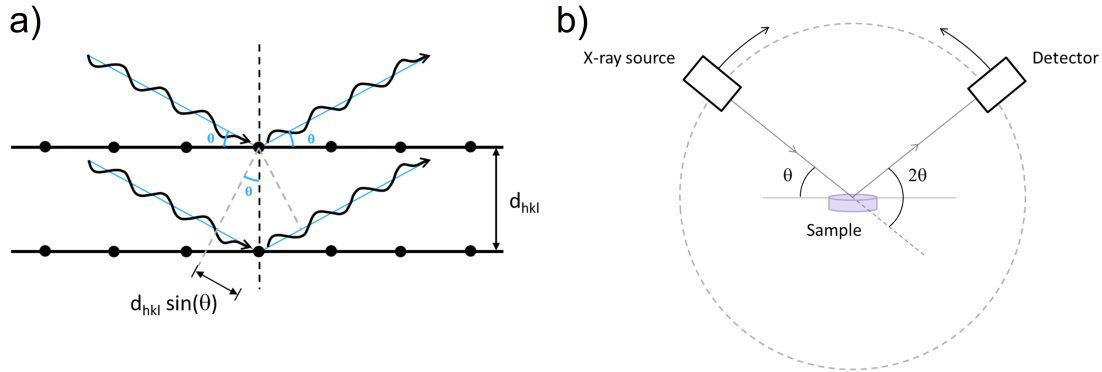 a)
θ
θ
θ
d_hkl
d_hkl sin(θ)
b)
X-ray source
Detector
θ
2θ
Sample